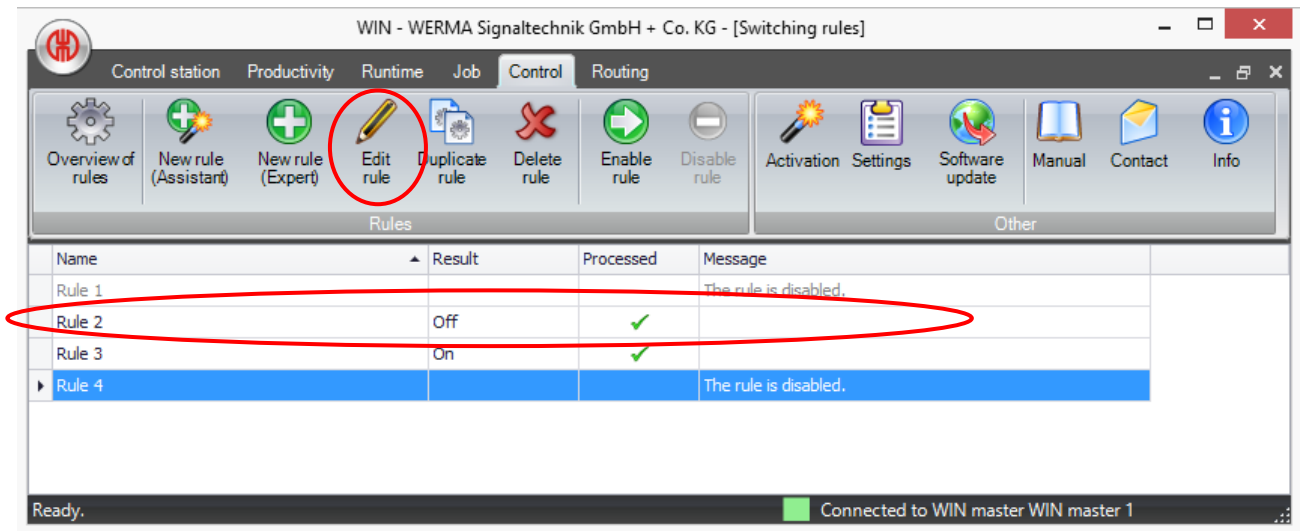 WIN - WERMA Signaltechnik GmbH + Co. KG - [Switching rules]
Control station Productivity Runtime Job Control Routing
Overview of rules
New rule (Assistant)
New rule (Expert)
Edit rule
Duplicate rule
Delete rule
Enable rule
Disable rule
Activation
Settings
Software update
Manual
Contact
Info
Rules
Other
Name Result Processed Message
Rule 1 The rule is disabled.
Rule 2 Off
Rule 3 On
Rule 4 The rule is disabled.
Ready. Connected to WIN master WIN master 1